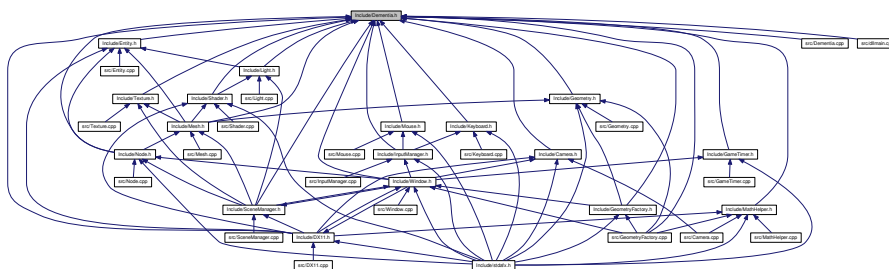 Include/Dementia.h
Include/Entity.h
src/Dementia.cpp
src/dllmain.c
src/Entity.cpp
Include/Light.h
Include/Texture.h
Include/Shader.h
src/Light.cpp
Include/Geometry.h
src/Texture.cpp
Include/Mesh.h
src/Shader.cpp
Include/Mouse.h
Include/Keyboard.h
src/Geometry.cpp
Include/Node.h
src/Mesh.cpp
src/Mouse.cpp
Include/InputManager.h
src/Keyboard.cpp
Include/Camera.h
Include/GameTimer.h
src/Node.cpp
src/InputManager.cpp
Include/Window.h
src/GameTimer.cpp
Include/SceneManager.h
src/Window.cpp
Include/GeometryFactory.h
Include/MathHelper.h
src/SceneManager.cpp
Include/DX11.h
src/GeometryFactory.cpp
src/Camera.cpp
src/MathHelper.cpp
src/DX11.cpp
Include/stdafx.h